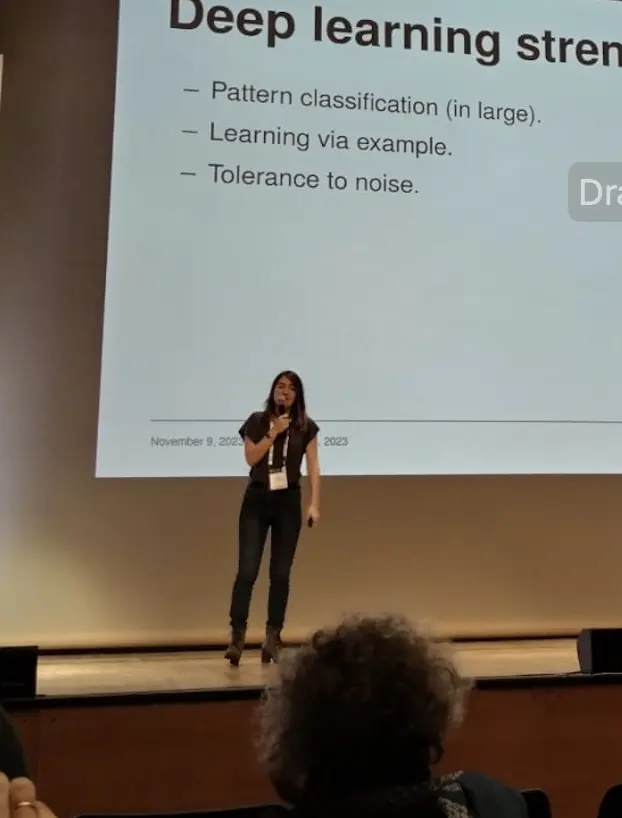 Deep learning stren
– Pattern classification (in large).
– Learning via example.
– Tolerance to noise.
Dra
November 9, 2023 , 2023